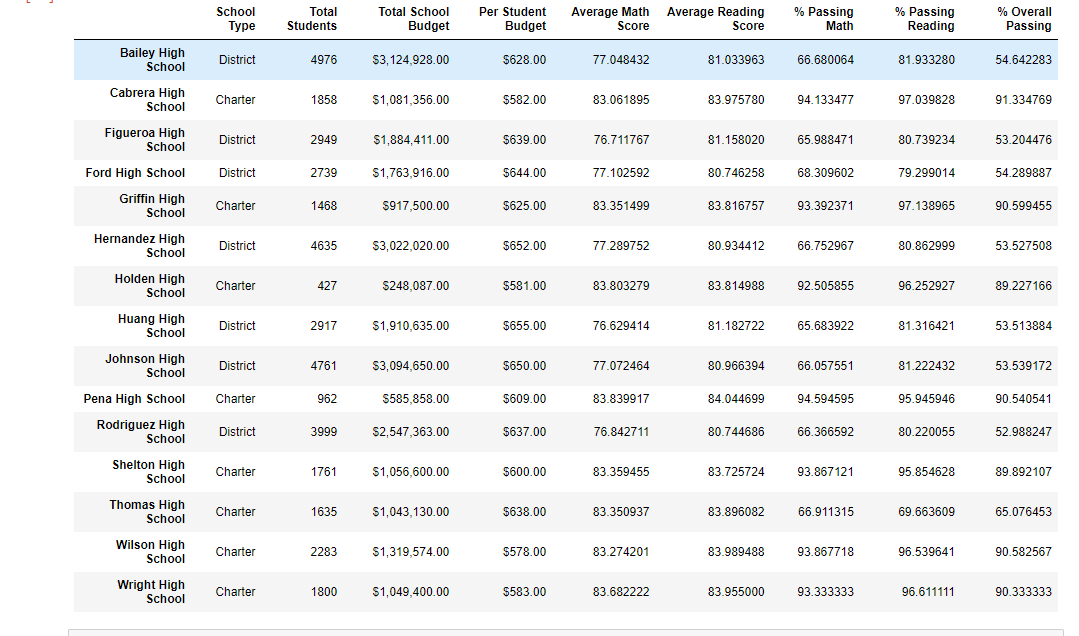 School Type Total Students Total School Budget Per Student Budget Average Math Score Average Reading Score % Passing Math % Passing Reading % Overall Passing
Bailey High School District 4976 $3,124,928.00 $628.00 77.048432 81.033963 66.680064 81.933280 54.642283
Cabrera High School Charter 1858 $1,081,356.00 $582.00 83.061895 83.975780 94.133477 97.039828 91.334769
Figueroa High School District 2949 $1,884,411.00 $639.00 76.711767 81.158020 65.988471 80.739234 53.204476
Ford High School District 2739 $1,763,916.00 $644.00 77.102592 80.746258 68.309602 79.299014 54.289887
Griffin High School Charter 1468 $917,500.00 $625.00 83.351499 83.816757 93.392371 97.138965 90.599455
Hernandez High School District 4635 $3,022,020.00 $652.00 77.289752 80.934412 66.752967 80.862999 53.527508
Holden High School Charter 427 $248,087.00 $581.00 83.803279 83.814988 92.505855 96.252927 89.227166
Huang High School District 2917 $1,910,635.00 $655.00 76.629414 81.182722 65.683922 81.316421 53.513884
Johnson High School District 4761 $3,094,650.00 $650.00 77.072464 80.966394 66.057551 81.222432 53.539172
Pena High School Charter 962 $585,858.00 $609.00 83.839917 84.044699 94.594595 95.945946 90.540541
Rodriguez High School District 3999 $2,547,363.00 $637.00 76.842711 80.744686 66.366592 80.220055 52.988247
Shelton High School Charter 1761 $1,056,600.00 $600.00 83.359455 83.725724 93.867121 95.854628 89.892107
Thomas High School Charter 1635 $1,043,130.00 $638.00 83.350937 83.896082 66.911315 69.663609 65.076453
Wilson High School Charter 2283 $1,319,574.00 $578.00 83.274201 83.989488 93.867718 96.539641 90.582567
Wright High School Charter 1800 $1,049,400.00 $583.00 83.682222 83.955000 93.333333 96.611111 90.333333